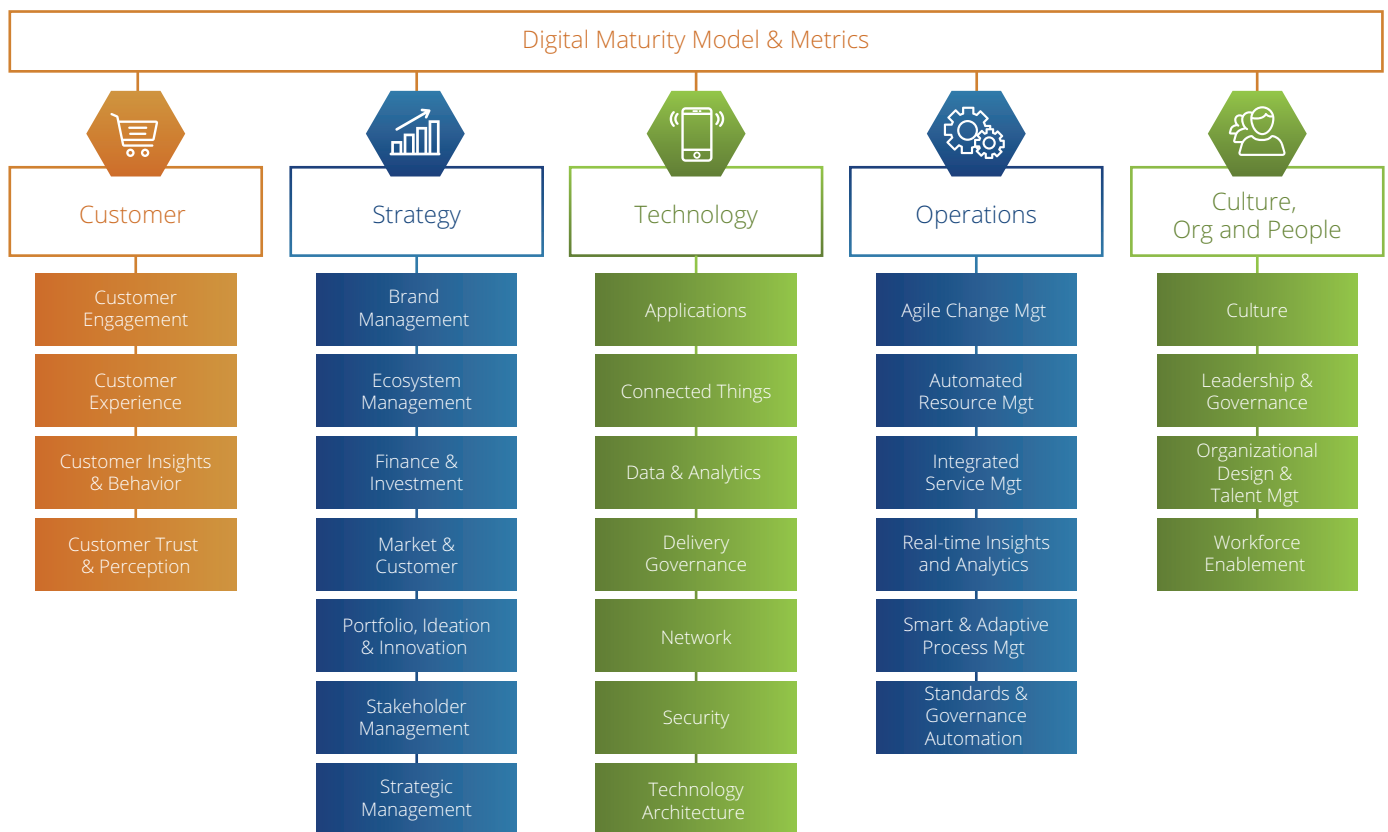 Digital Maturity Model & Metrics
Customer
Customer
Engagement
Customer
Experience
Customer Insights
& Behavior
Customer Trust
& Perception
Strategy
Brand
Management
Ecosystem
Management
Finance &
Investment
Market &
Customer
Portfolio, Ideation
& Innovation
Stakeholder
Management
Strategic
Management
Technology
Applications
Connected Things
Data & Analytics
Delivery
Governance
Network
Security
Technology
Architecture
Operations
Agile Change Mgt
Automated
Resource Mgt
Integrated
Service Mgt
Real-time Insights
and Analytics
Smart & Adaptive
Process Mgt
Standards &
Governance
Automation
Culture,
Org and People
Culture
Leadership &
Governance
Organizational
Design &
Talent Mgt
Workforce
Enablement